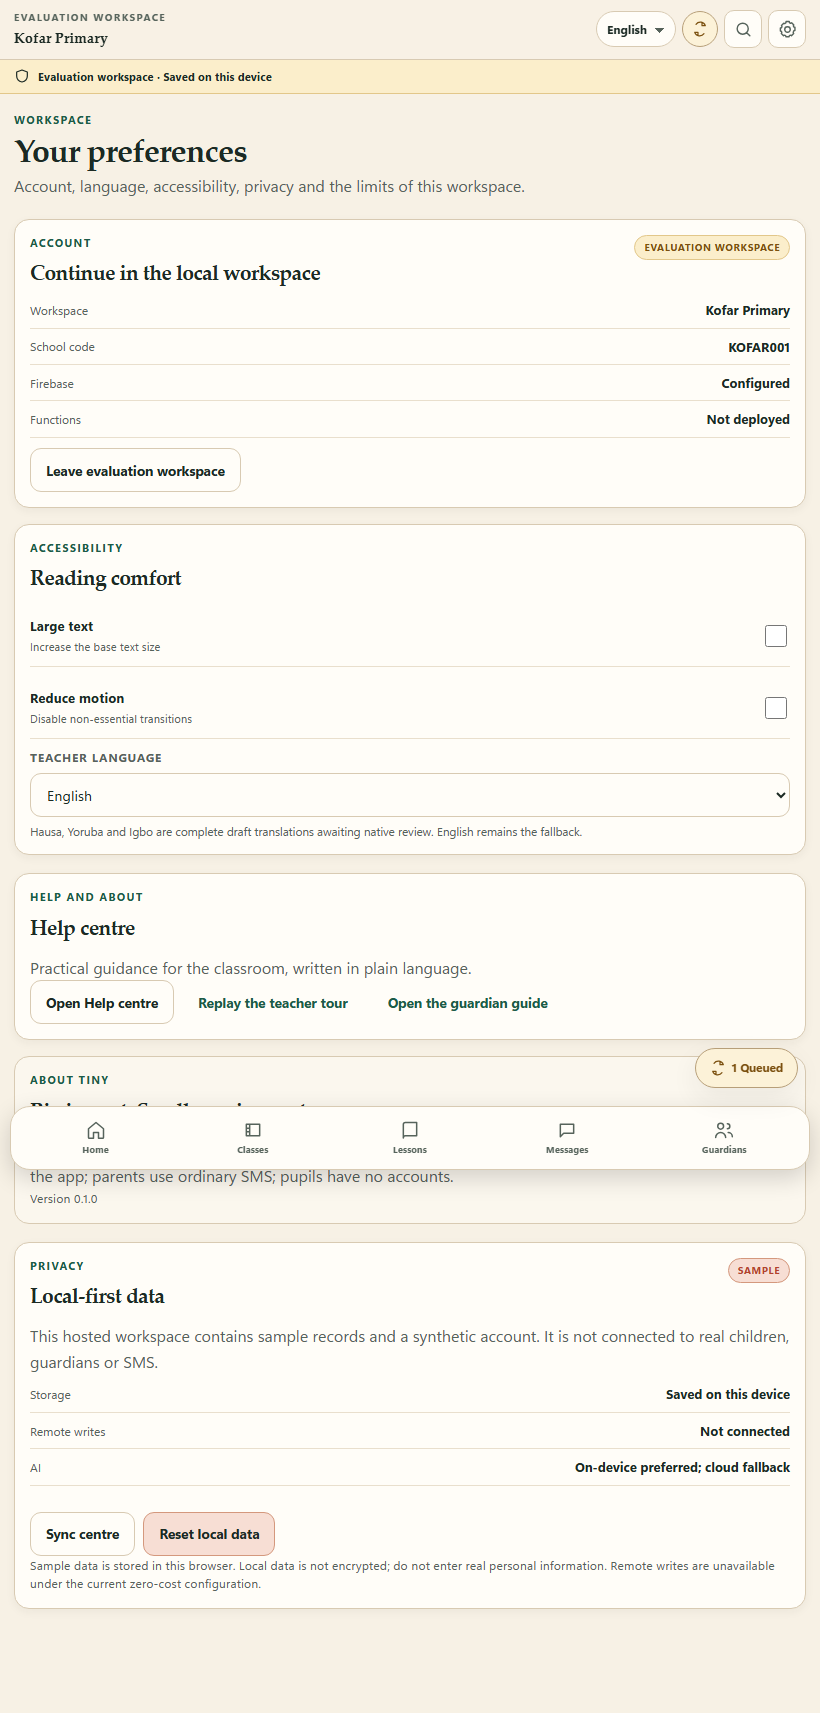 EVALUATION WORKSPACE
Kofar Primary
English
Evaluation workspace · Saved on this device
WORKSPACE
Your preferences
Account, language, accessibility, privacy and the limits of this workspace.
ACCOUNT
EVALUATION WORKSPACE
Continue in the local workspace
Workspace
Kofar Primary
School code
KOFAR001
Firebase
Configured
Functions
Not deployed
Leave evaluation workspace
ACCESSIBILITY
Reading comfort
Large text
Increase the base text size
Reduce motion
Disable non-essential transitions
TEACHER LANGUAGE
English
Hausa, Yoruba and Igbo are complete draft translations awaiting native review. English remains the fallback.
HELP AND ABOUT
Help centre
Practical guidance for the classroom, written in plain language.
Open Help centre
Replay the teacher tour
Open the guardian guide
1 Queued
ABOUT TINY
Home
Classes
Lessons
Messages
Guardians
the app; parents use ordinary SMS; pupils have no accounts.
Version 0.1.0
PRIVACY
SAMPLE
Local-first data
This hosted workspace contains sample records and a synthetic account. It is not connected to real children,
guardians or SMS.
Storage
Saved on this device
Remote writes
Not connected
AI
On-device preferred; cloud fallback
Sync centre
Reset local data
Sample data is stored in this browser. Local data is not encrypted; do not enter real personal information. Remote writes are unavailable
under the current zero-cost configuration.